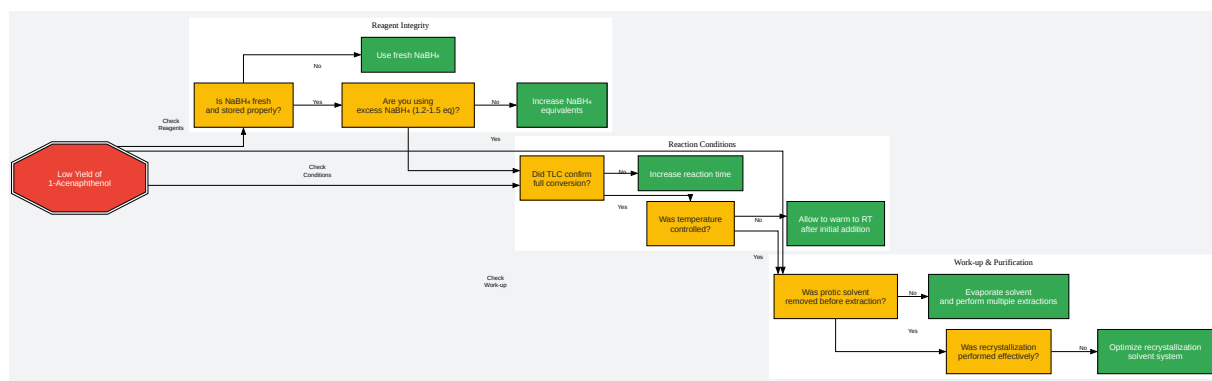 Reagent Integrity
Use fresh NaBH₄
No
Is NaBH₄ fresh
and stored properly?
Yes
Are you using
excess NaBH₄ (1.2-1.5 eq)?
No
Increase NaBH₄
equivalents
Check
Reagents
Yes
Low Yield of
1-Acenaphthenol
Check
Conditions
Reaction Conditions
Did TLC confirm
full conversion?
No
Increase reaction time
Yes
Was temperature
controlled?
No
Allow to warm to RT
after initial addition
Yes
Check
Work-up
Work-up & Purification
Was protic solvent
removed before extraction?
No
Evaporate solvent
and perform multiple extractions
Yes
Was recrystallization
performed effectively?
No
Optimize recrystallization
solvent system